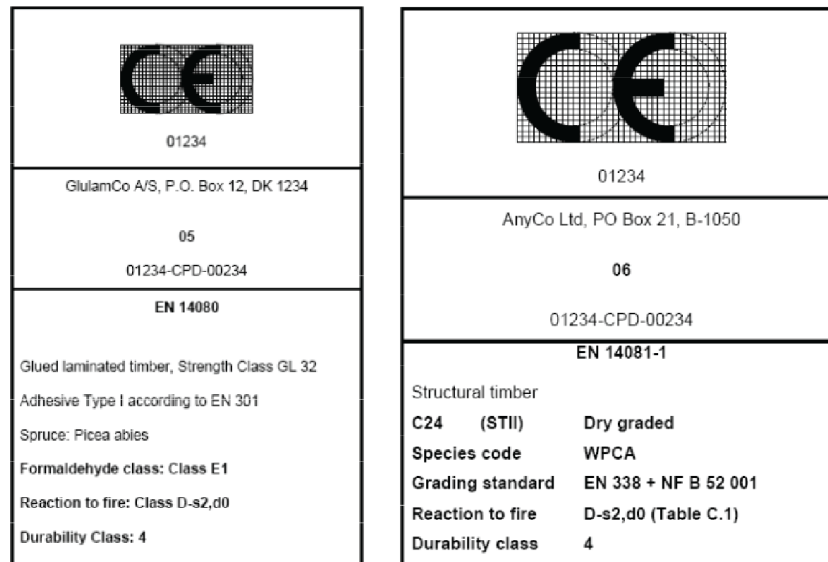 CE
01234
GlulamCo A/S, P.O. Box 12, DK 1234
05
01234-CPD-00234
EN 14080
Glued laminated timber, Strength Class GL 32
Adhesive Type I according to EN 301
Spruce: Picea abies
Formaldehyde class: Class E1
Reaction to fire: Class D-s2,d0
Durability Class: 4
CE
01234
AnyCo Ltd, PO Box 21, B-1050
06
01234-CPD-00234
EN 14081-1
Structural timber
C24 (STII) Dry graded
Species code WPCA
Grading standard EN 338 + NF B 52 001
Reaction to fire D-s2,d0 (Table C.1)
Durability class 4